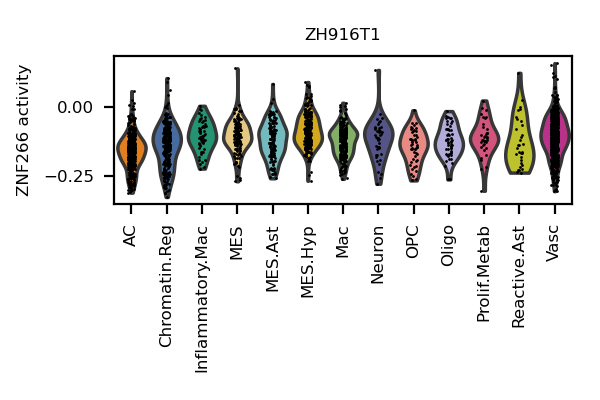 ZH916T1
ZNF266 activity
0.00
−0.25
AC
Chromatin.Reg
Inflammatory.Mac
MES
MES.Ast
MES.Hyp
Mac
Neuron
OPC
Oligo
Prolif.Metab
Reactive.Ast
Vasc